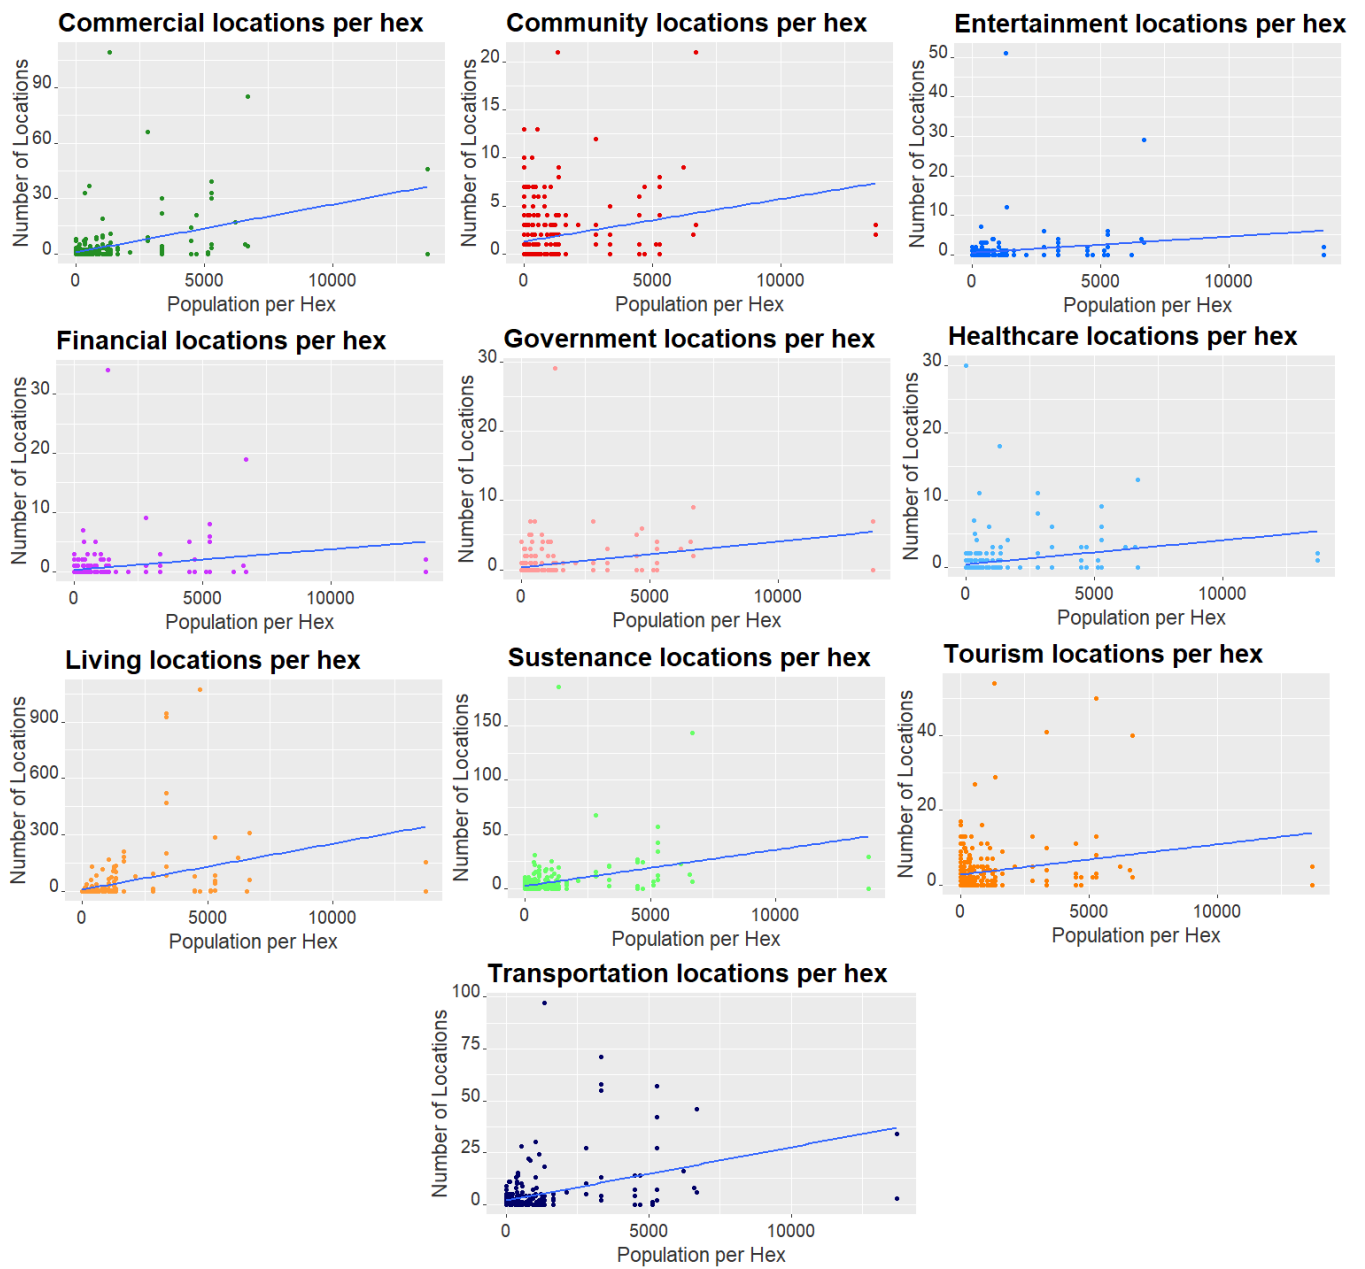 Commercial locations per hex
Number of Locations
90
60
30
0
0 5000 10000
Population per Hex
Community locations per hex
Number of Locations
20
15
10
5
0
0 5000 10000
Population per Hex
Entertainment locations per hex
Number of Locations
50
40
30
20
10
0
0 5000 10000
Population per Hex
Financial locations per hex
Number of Locations
30
20
10
0
0 5000 10000
Population per Hex
Government locations per hex
Number of Locations
30
20
10
0
0 5000 10000
Population per Hex
Healthcare locations per hex
Number of Locations
30
20
10
0
0 5000 10000
Population per Hex
Living locations per hex
Number of Locations
900
600
300
0
0 5000 10000
Population per Hex
Sustenance locations per hex
Number of Locations
150
100
50
0
0 5000 10000
Population per Hex
Tourism locations per hex
Number of Locations
40
20
0
0 5000 10000
Population per Hex
Transportation locations per hex
Number of Locations
100
75
50
25
0
0 5000 10000
Population per Hex